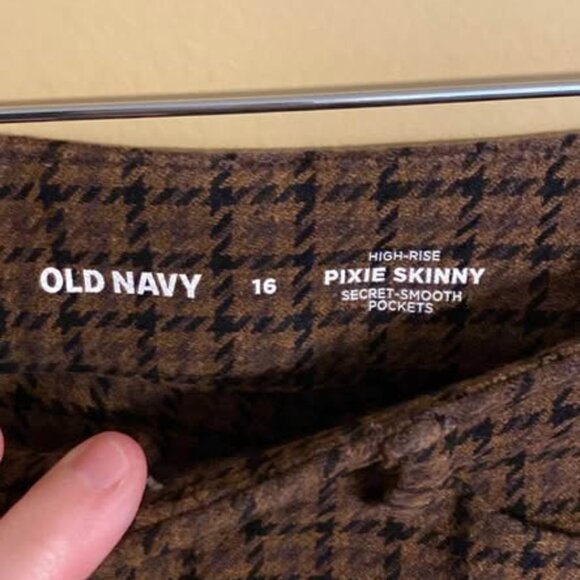 OLD NAVY
16
HIGH-RISE
PIXIE SKINNY
SECRET-SMOOTH
POCKETS